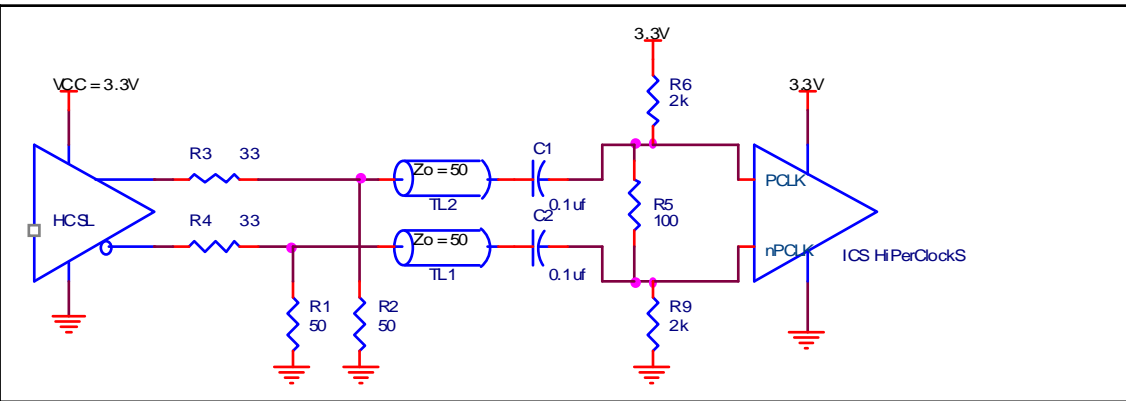 3.3V
VCC = 3.3V
R6
2k
3.3V
R3 33
C1
Zo = 50
PCLK
TL2
0.1uf
R5
100
HCSL
R4 33
C2
Zo = 50
nPCLK
ICS HiPerClockS
TL1
0.1uf
R1
50
R2
50
R9
2k